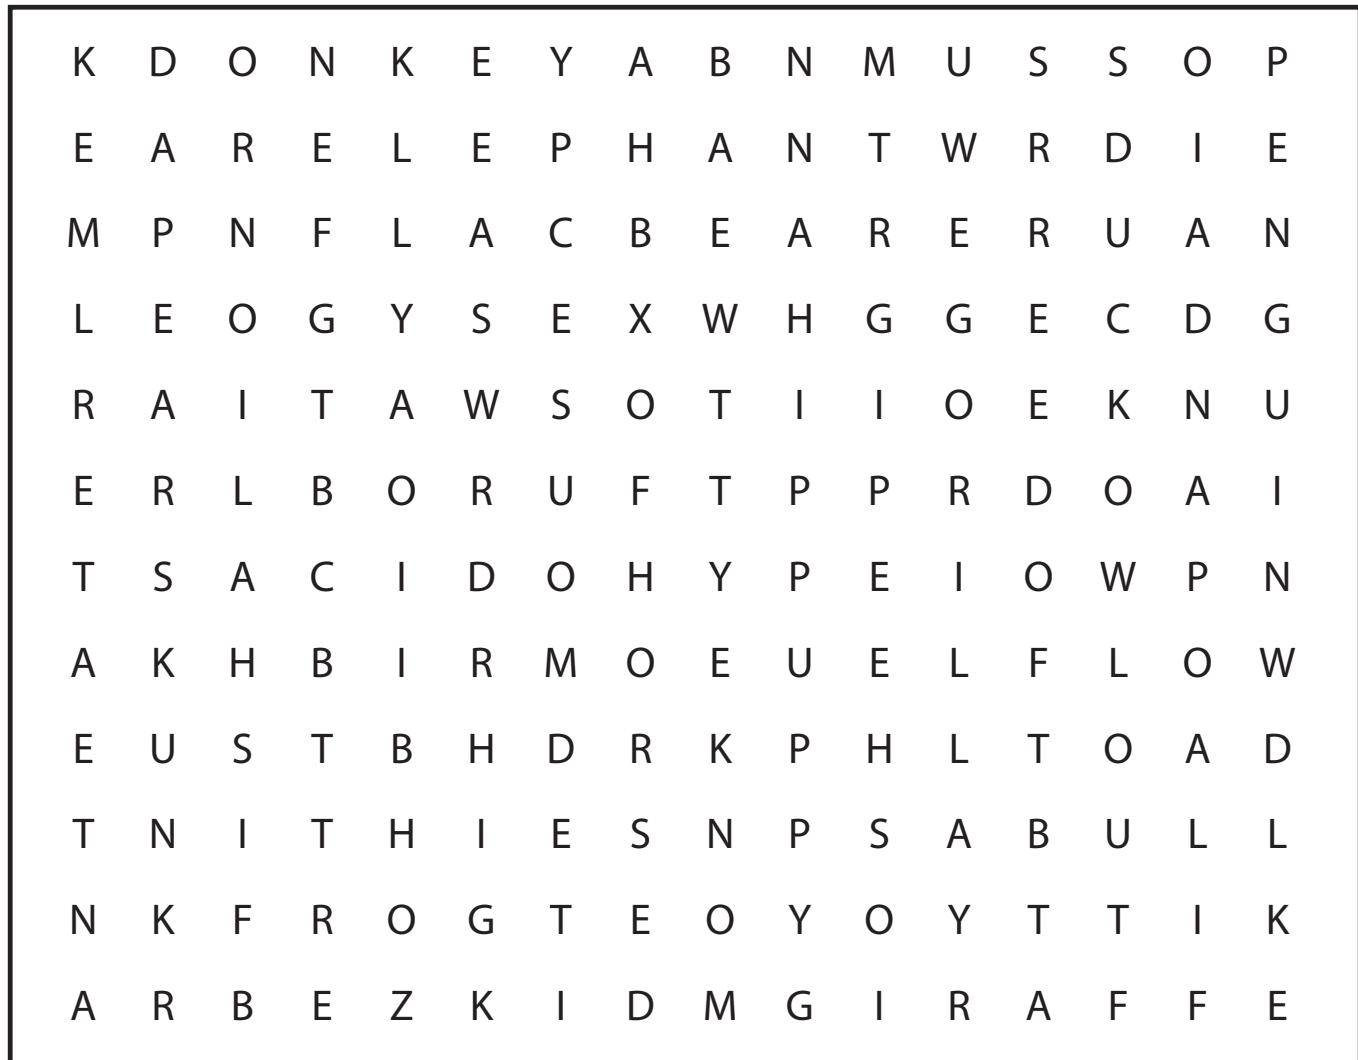 K D O N K E Y A B N M U S S O P
E A R E L E P H A N T W R D I E
M P N F L A C B E A R E R U A N
L E O G Y S E X W H G G E C D G
R A I T A W S O T I I O E K N U
E R L B O R U F T P P R D O A I
T S A C I D O H Y P E I O W P N
A K H B I R M O E U E L F L O W
E U S T B H D R K P H L T O A D
T N I T H I E S N P S A B U L L
N K F R O G T E O Y O Y T T I K
A R B E Z K I D M G I R A F F E